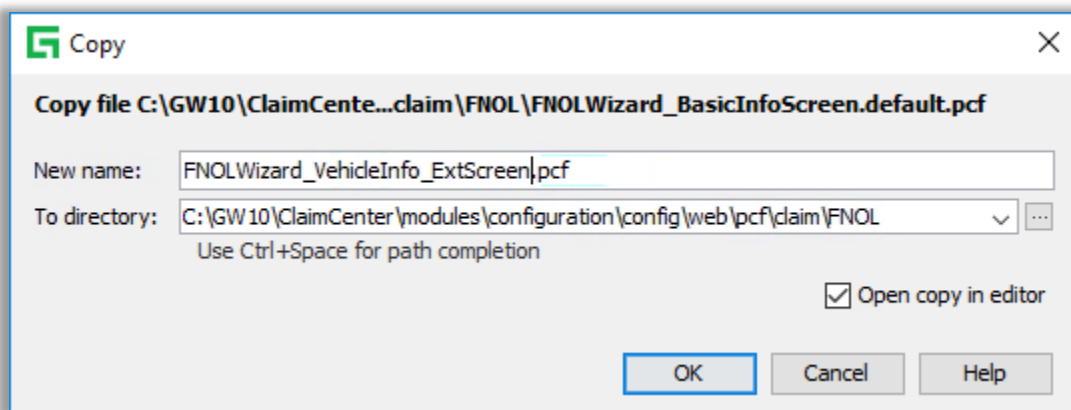 Copy
Copy file C:\GW10\ClaimCente...claim\FNOL\FNOLWizard_BasicInfoScreen.default.pcf
New name: FNOLWizard_VehicleInfo_ExtScreen.pcf
To directory: C:\GW10\ClaimCenter\modules\configuration\config\web\pcf\claim\FNOL
Use Ctrl+Space for path completion
Open copy in editor
OK Cancel Help